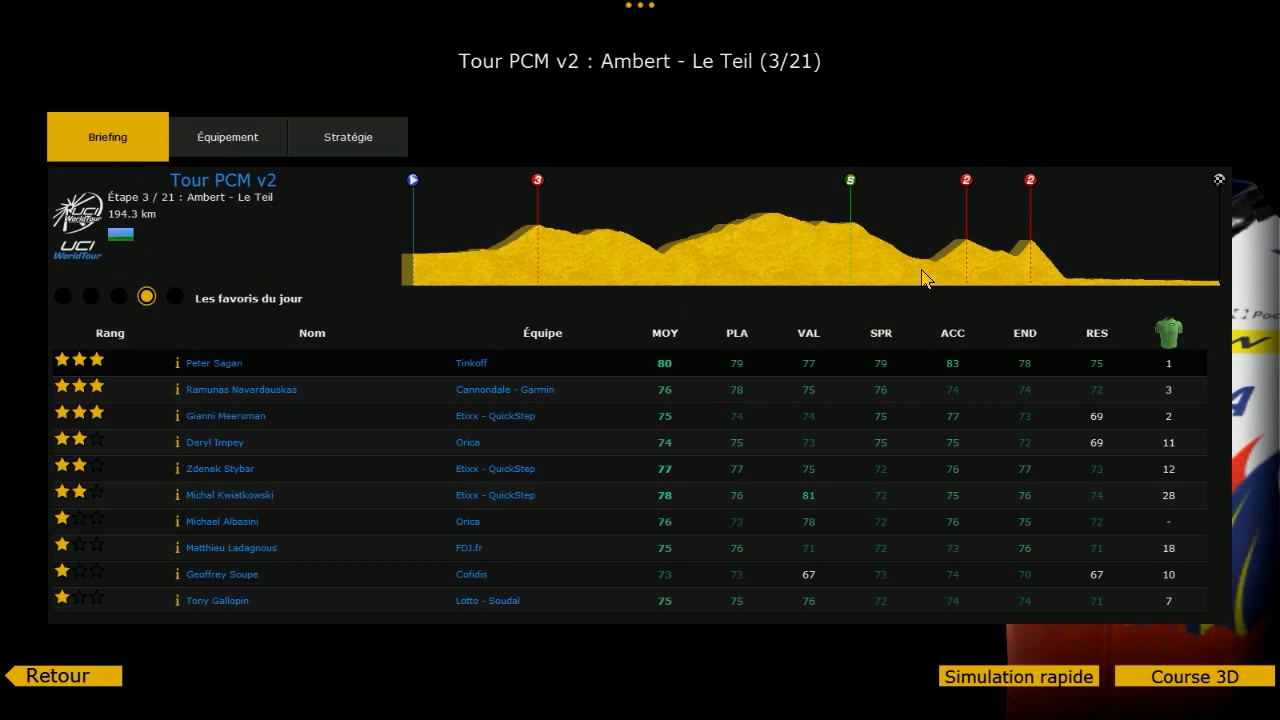 Tour PCM v2 : Ambert - Le Teil (3/21)
Briefing Équipement Stratégie
Tour PCM v2
Étape 3 / 21 : Ambert - Le Teil
194.3 km
UCI WorldTour
UCI WorldTour
3 S 2 2
Les favoris du jour
Rang Nom Équipe MOY PLA VAL SPR ACC END RES
i Peter Sagan Tinkoff 80 79 77 79 83 78 75 1
i Ramunas Navardauskas Cannondale - Garmin 76 78 75 76 74 74 72 3
i Gianni Meersman Etixx - QuickStep 75 74 74 75 77 73 69 2
i Daryl Impey Orica 74 75 73 75 75 72 69 11
i Zdenek Stybar Etixx - QuickStep 77 77 75 72 76 77 73 12
i Michal Kwiatkowski Etixx - QuickStep 78 76 81 72 75 76 74 28
i Michael Albasini Orica 76 73 78 72 76 75 72 -
i Matthieu Ladagnous FDJ.fr 75 76 71 72 73 76 71 18
i Geoffrey Soupe Cofidis 73 73 67 73 74 70 67 10
i Tony Gallopin Lotto - Soudal 75 75 76 72 74 74 71 7
Retour
Simulation rapide Course 3D